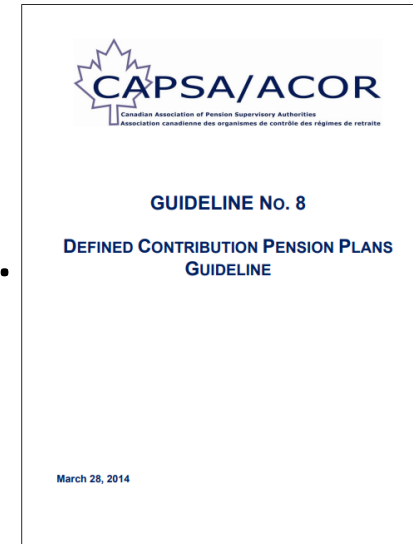 CAPSA/ACOR
Canadian Association of Pension Supervisory Authorities
Association canadienne des organismes de contrôle des régimes de retraite
GUIDELINE NO. 8
DEFINED CONTRIBUTION PENSION PLANS
GUIDELINE
March 28, 2014